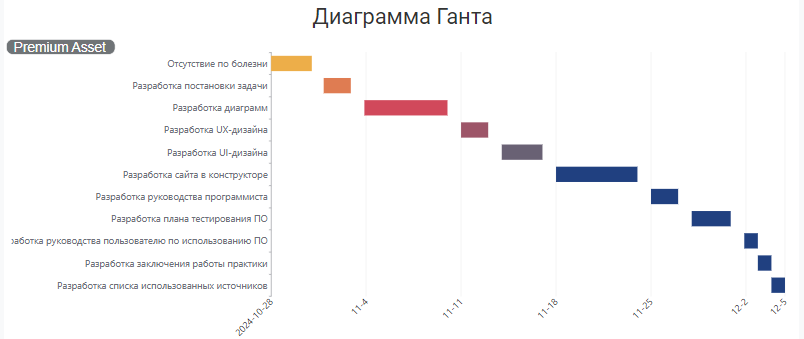 Диаграмма Ганта
Premium Asset
Отсутствие по болезни
Разработка постановки задачи
Разработка диаграмм
Разработка UX-дизайна
Разработка UI-дизайна
Разработка сайта в конструкторе
Разработка руководства программиста
Разработка плана тестирования ПО
работка руководства пользователю по использованию ПО
Разработка заключения работы практики
Разработка списка использованных источников
2024-10-28 11-4 11-11 11-18 11-25 12-2 12-5